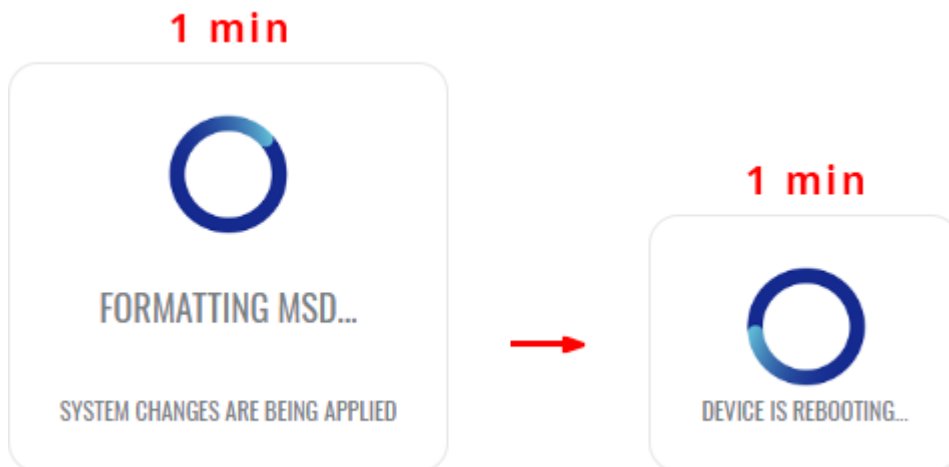 1 min
FORMATTING MSD...
SYSTEM CHANGES ARE BEING APPLIED
1 min
DEVICE IS REBOOTING...